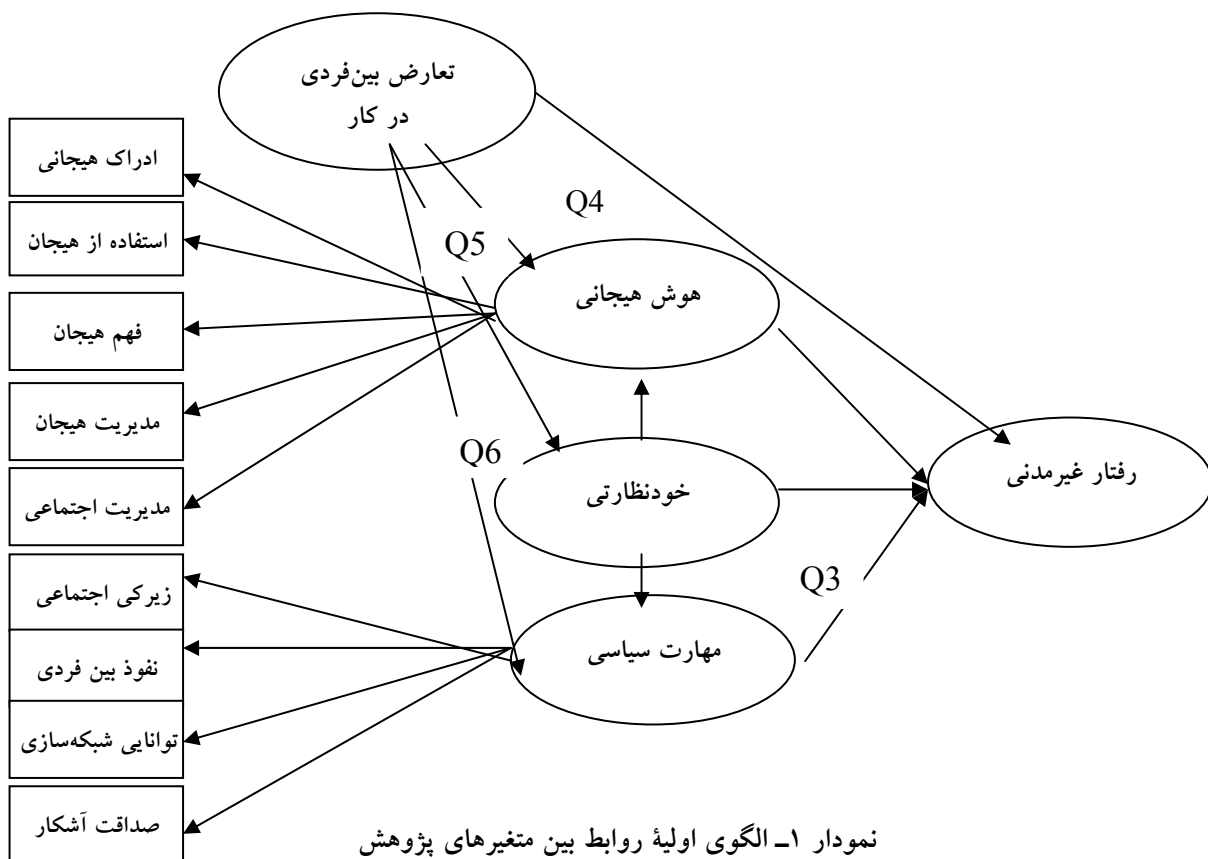 تعارض بین‌فردی
در کار
ادراک هیجانی
استفاده از هیجان
فهم هیجان
مدیریت هیجان
مدیریت اجتماعی
زیرکی اجتماعی
نفوذ بین فردی
توانایی شبکه‌سازی
صداقت آشکار
Q4
Q5
هوش هیجانی
Q6
خودنظارتی
رفتار غیرمدنی
Q3
مهارت سیاسی
نمودار ۱ـ الگوی اولیۀ روابط بین متغیرهای پژوهش